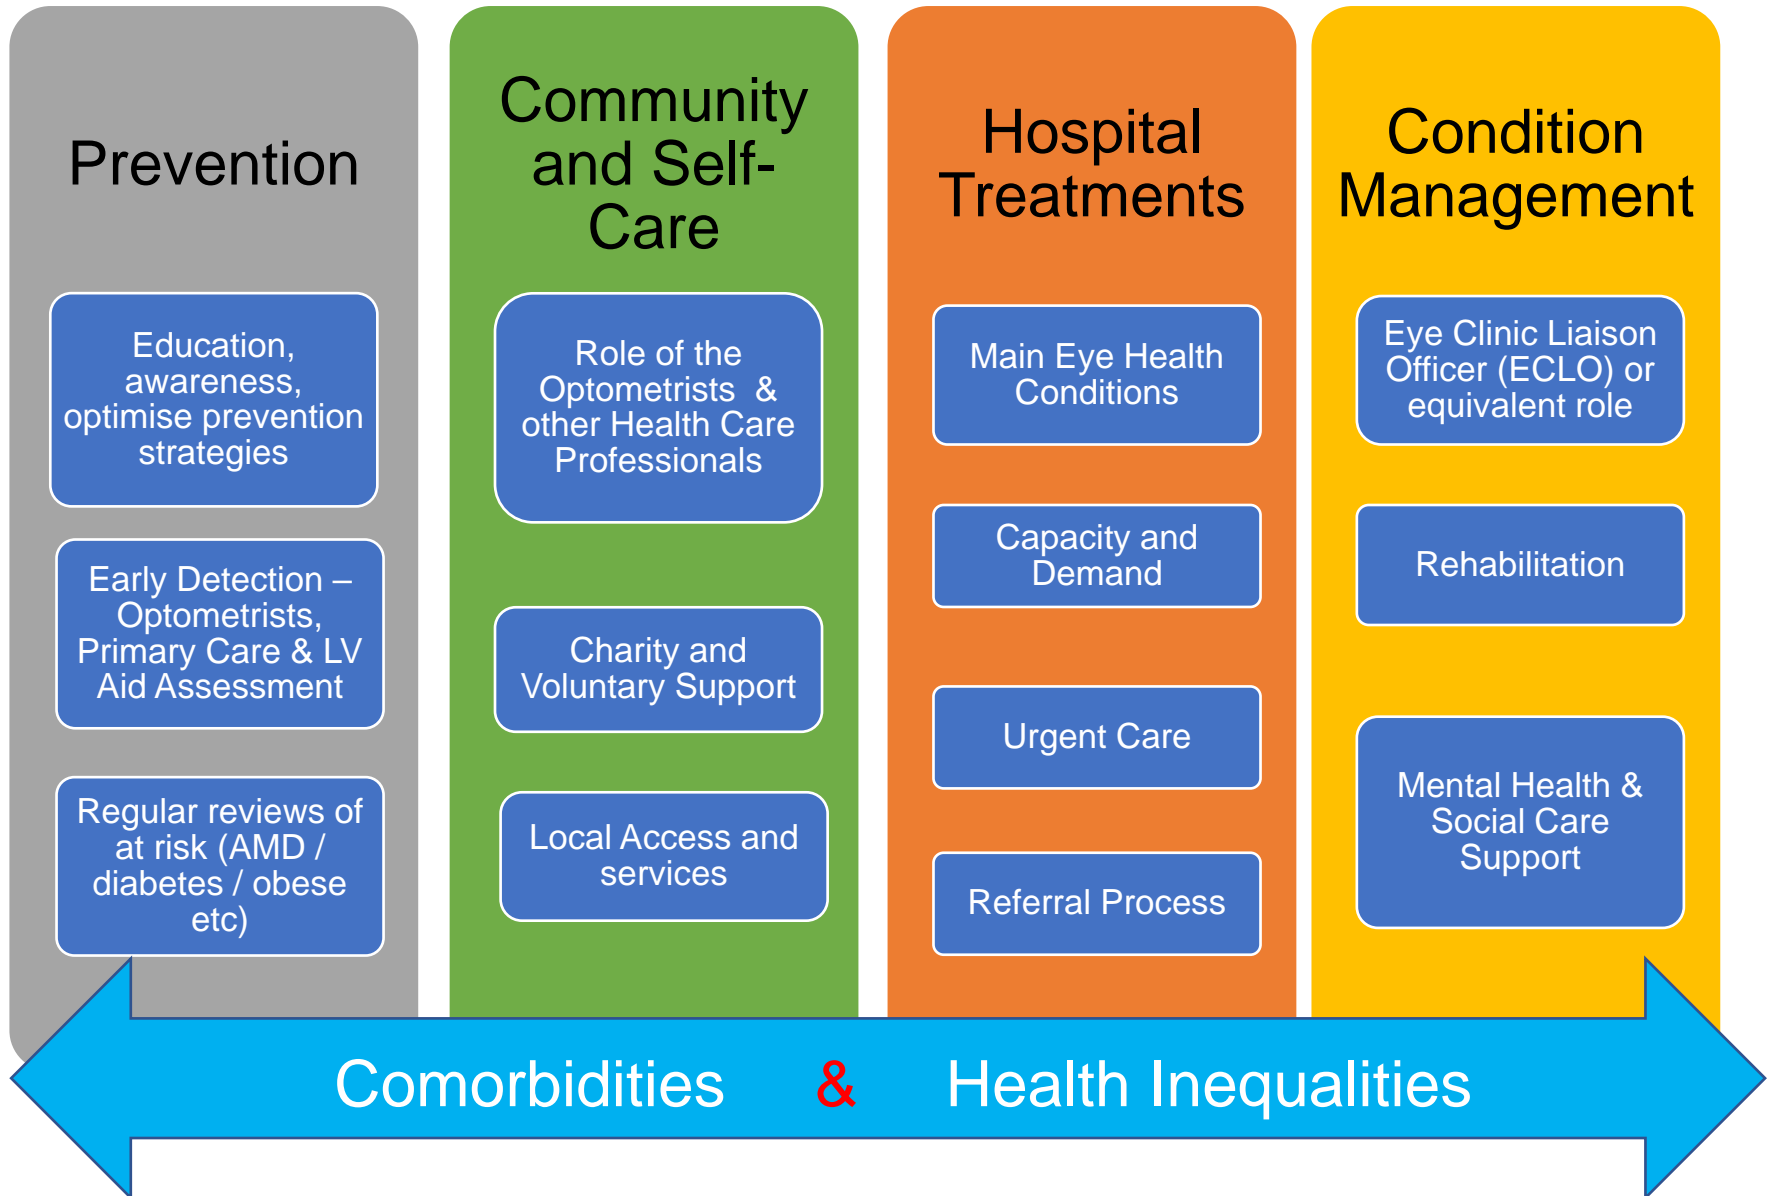 Prevention
Education,
awareness,
optimise prevention
strategies
Early Detection –
Optometrists,
Primary Care & LV
Aid Assessment
Regular reviews of
at risk (AMD /
diabetes / obese
etc)
Community
and Self-
Care
Role of the
Optometrists & 
other Health Care
Professionals
Charity and
Voluntary Support
Local Access and
services
Hospital
Treatments
Main Eye Health
Conditions
Capacity and
Demand
Urgent Care
Referral Process
Condition
Management
Eye Clinic Liaison
Officer (ECLO) or
equivalent role
Rehabilitation
Mental Health &
Social Care
Support
Comorbidities & Health Inequalities